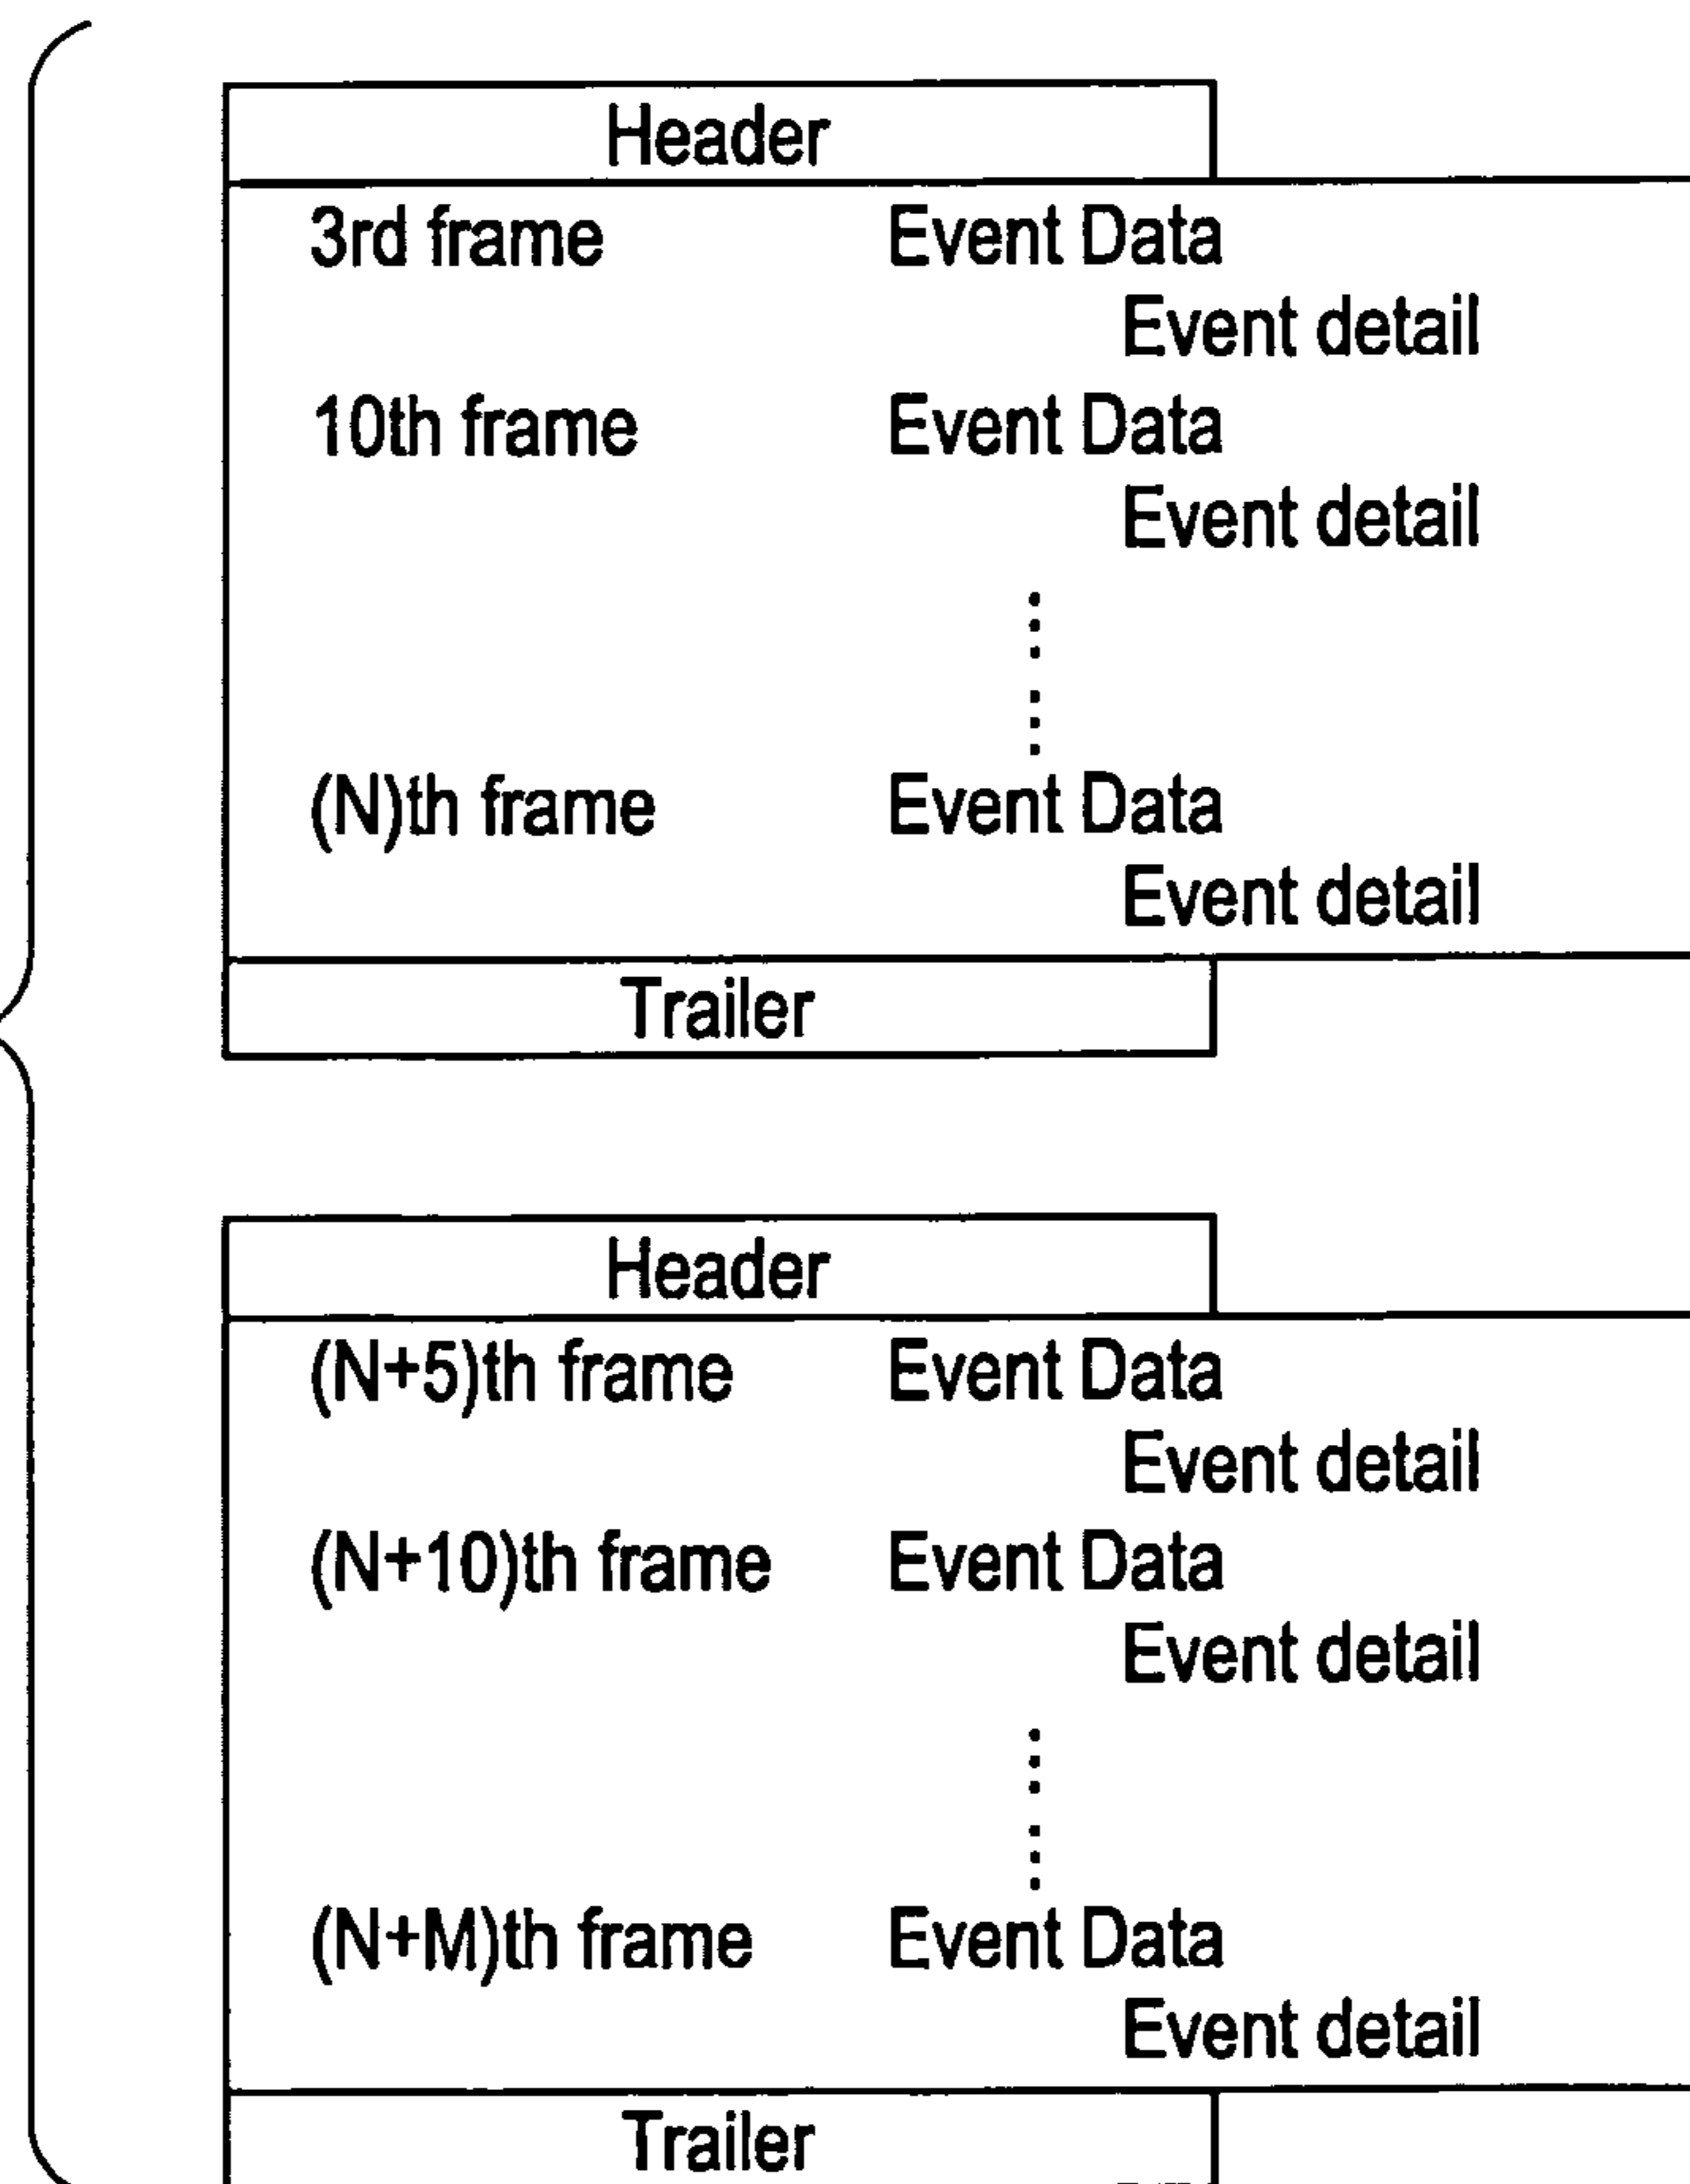 Header
3rd frame Event Data
Event detail
10th frame Event Data
Event detail
(N)th frame Event Data
Event detail
Trailer
Header
(N+5)th frame Event Data
Event detail
(N+10)th frame Event Data
Event detail
(N+M)th frame Event Data
Event detail
Trailer